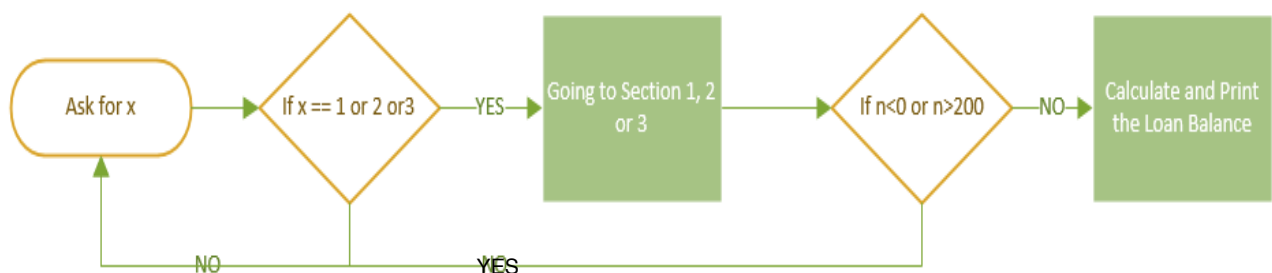 Ask for x
If x == 1 or 2 or3
YES
Going to Section 1, 2
or 3
If n<0 or n>200
NO
Calculate and Print
the Loan Balance
NO
YES